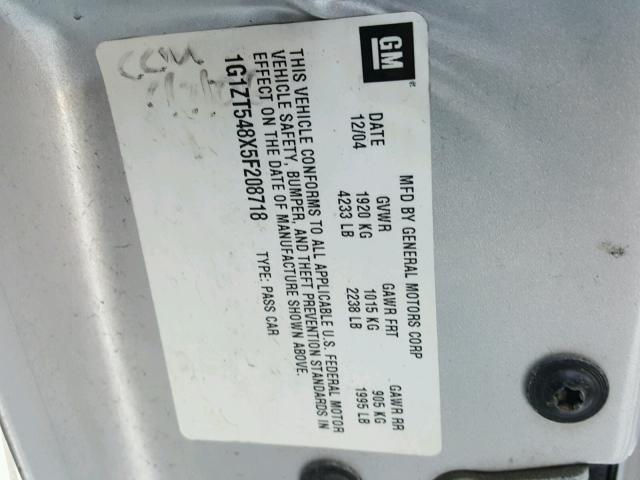 GM
MFD BY GENERAL MOTORS CORP
DATE GVWR GAWR FRT GAWR RR
12/04 1920 KG 1015 KG 905 KG
4233 LB 2238 LB 1995 LB
THIS VEHICLE CONFORMS TO ALL APPLICABLE U.S. FEDERAL MOTOR
VEHICLE SAFETY, BUMPER, AND THEFT PREVENTION STANDARDS IN
EFFECT ON THE DATE OF MANUFACTURE SHOWN ABOVE.
1G1ZT548X5F208718 TYPE: PASS CAR